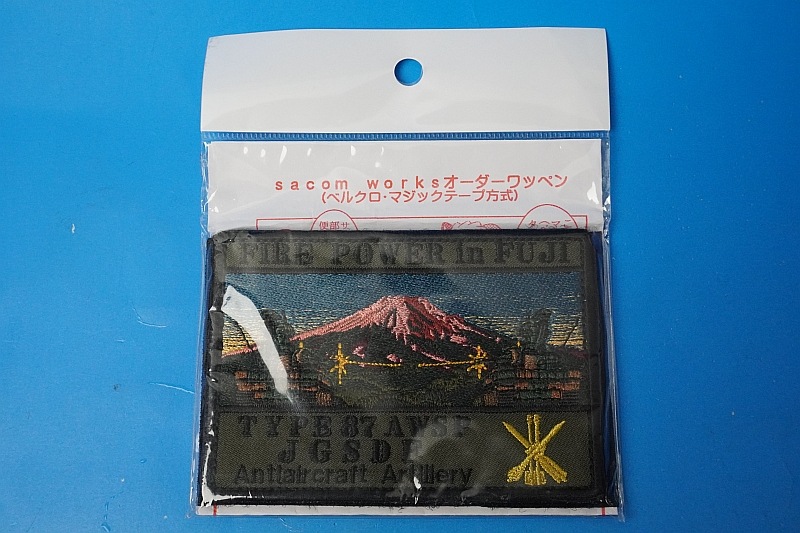 sacom worksオーダーワッペン
(ベルクロ･マジックテープ方式)
FIRE POWER in FUJI
TYPE 87 AWSP
JGSDF
Antiaircraft Artillery